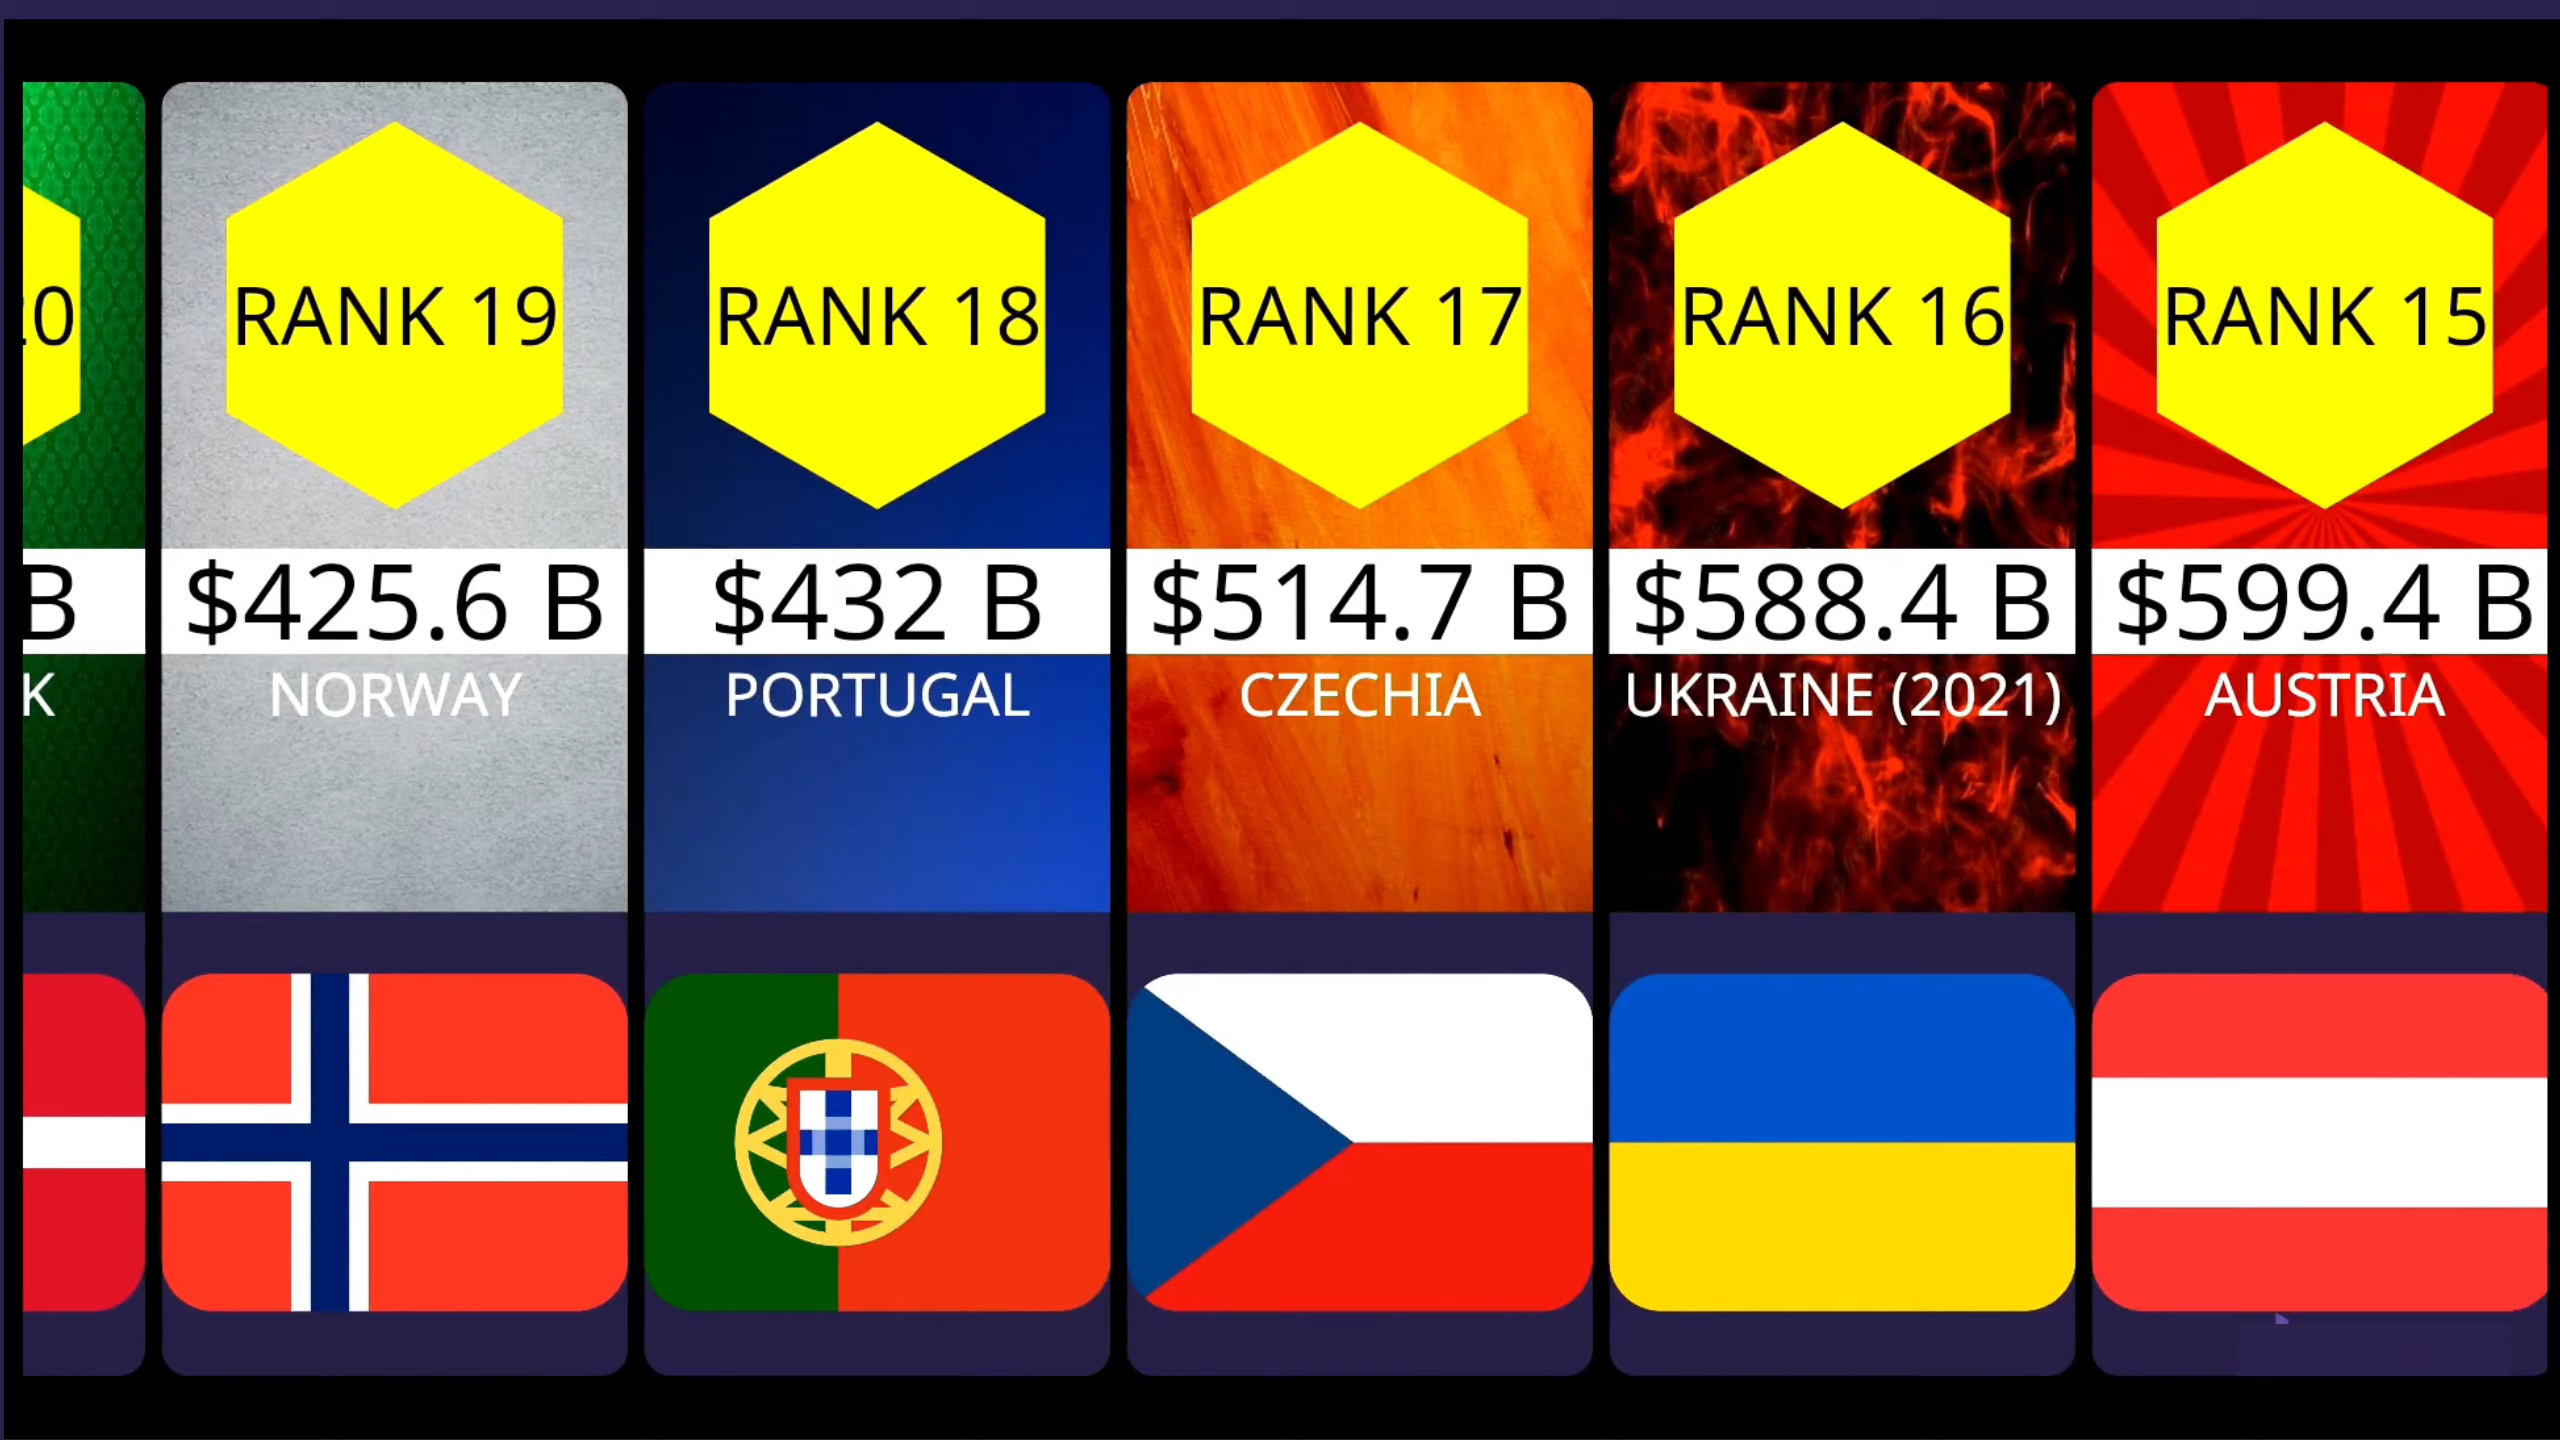 RANK 19
$425.6 B
NORWAY
RANK 18
$432 B
PORTUGAL
RANK 17
$514.7 B
CZECHIA
RANK 16
$588.4 B
UKRAINE (2021)
RANK 15
$599.4 B
AUSTRIA